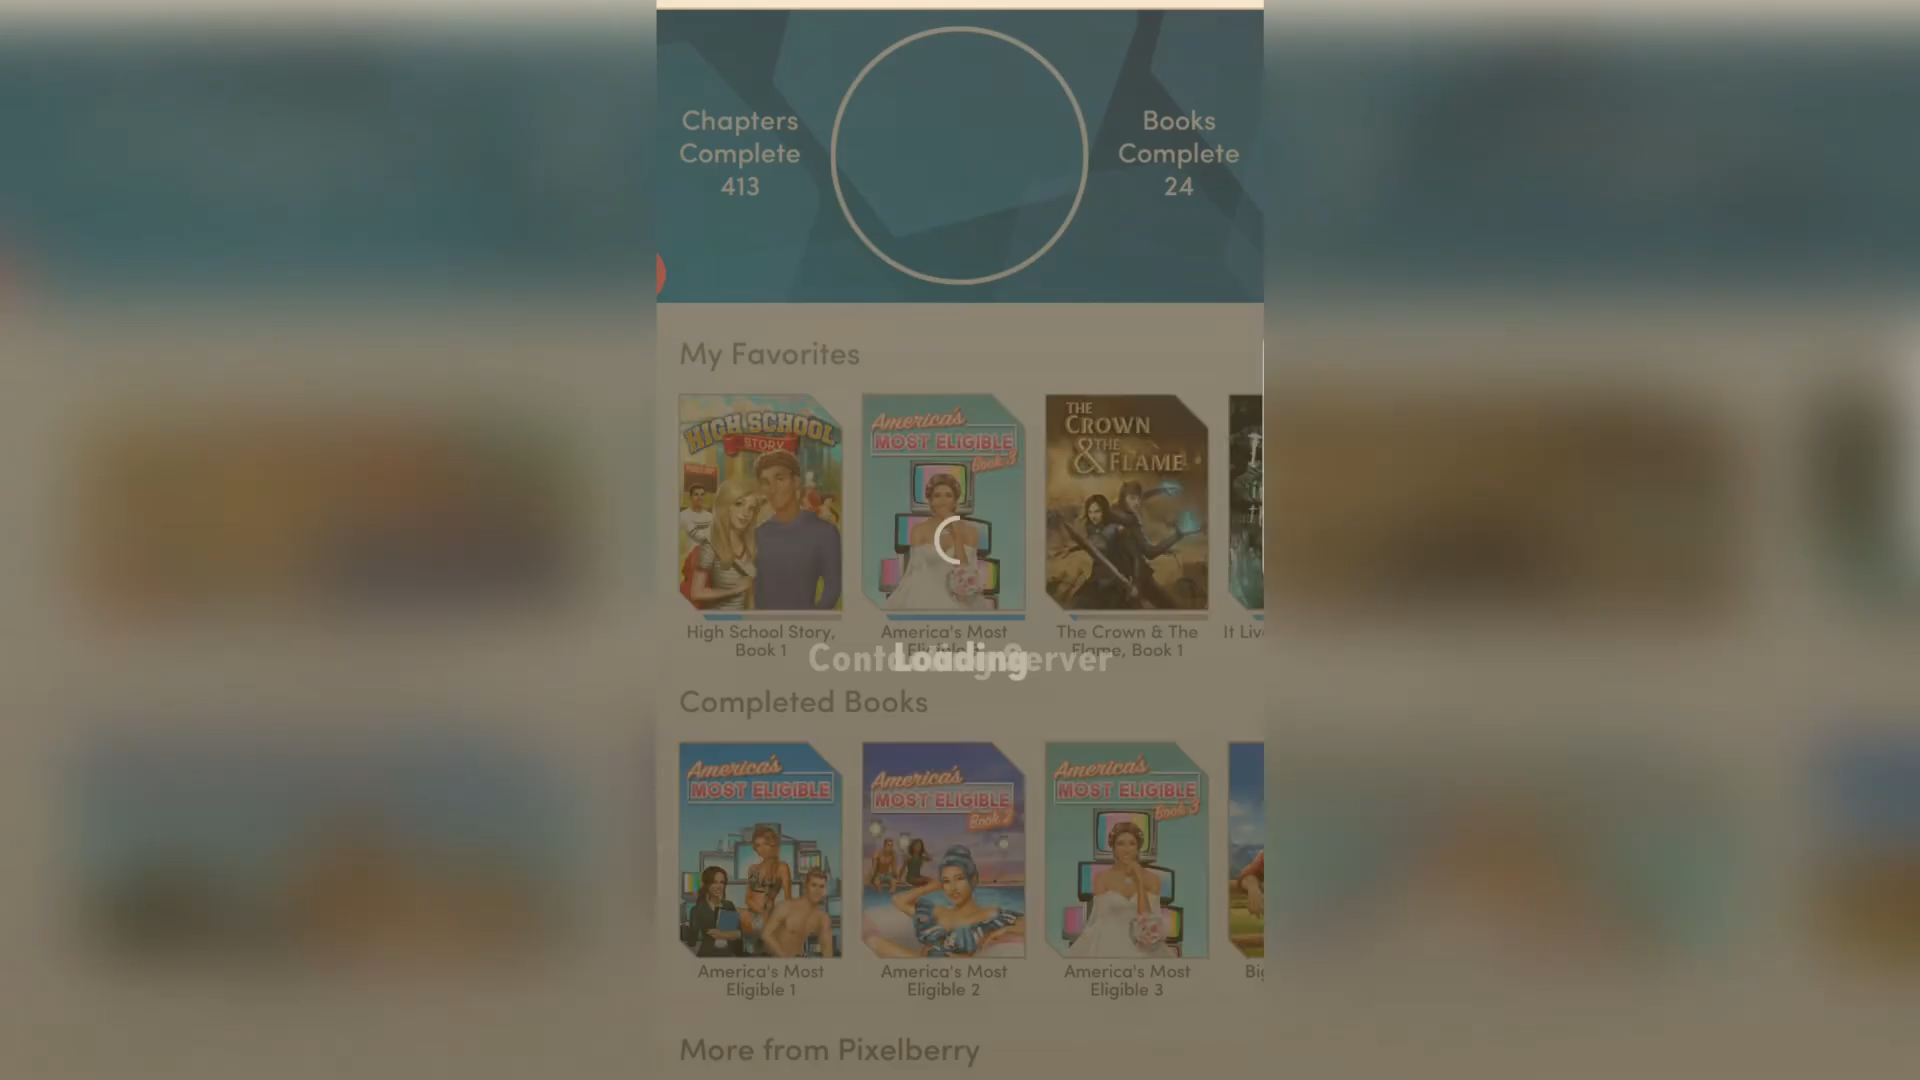 Chapters
Complete
413
Books
Complete
24
My Favorites
HIGH SCHOOL
STORY
America's
MOST ELIGIBLE
Book 3
THE
CROWN
& THE
FLAME
High School Story,
Book 1
America's Most
The Crown & The
Flame, Book 1
It Liv
Loading
Completed Books
America's
MOST ELIGIBLE
America's
MOST ELIGIBLE
Book 2
America's
MOST ELIGIBLE
Book 3
America's Most
Eligible 1
America's Most
Eligible 2
America's Most
Eligible 3
More from Pixelberry